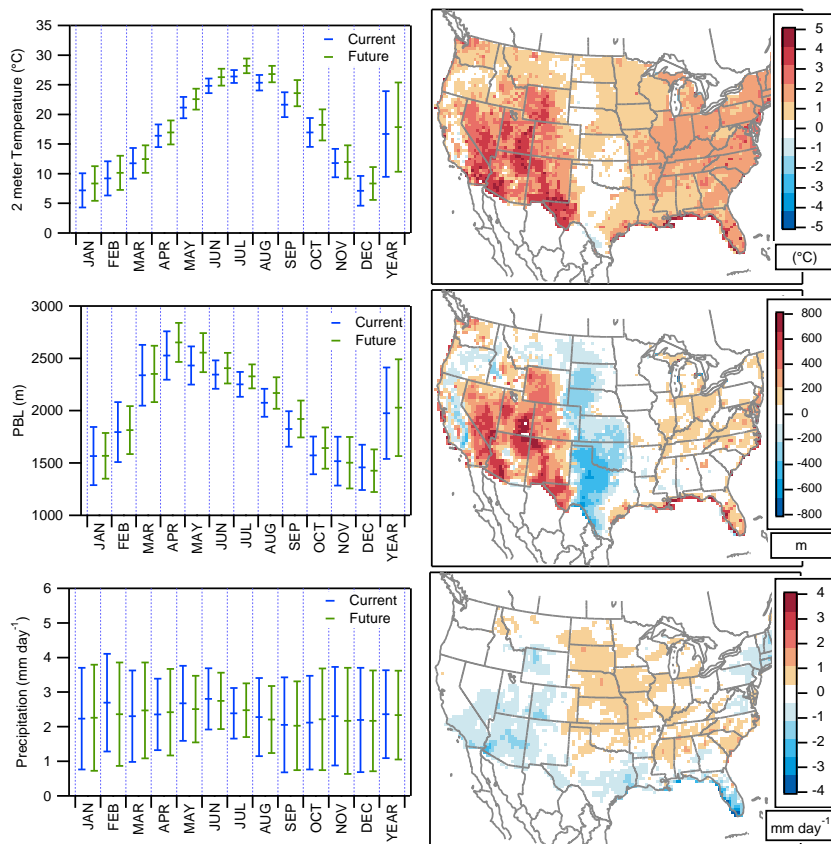 35
30
25
20
15
10
5
0
2 meter Temperature (°C)
Current
Future
JAN
FEB
MAR
APR
MAY
JUN
JUL
AUG
SEP
OCT
NOV
DEC
YEAR
5
4
3
2
1
0
-1
-2
-3
-4
-5
(°C)
3000
2500
2000
1500
1000
PBL (m)
Current
Future
JAN
FEB
MAR
APR
MAY
JUN
JUL
AUG
SEP
OCT
NOV
DEC
YEAR
800
600
400
200
0
-200
-400
-600
-800
m
6
5
4
3
2
1
0
Precipitation (mm day⁻¹)
Current
Future
JAN
FEB
MAR
APR
MAY
JUN
JUL
AUG
SEP
OCT
NOV
DEC
YEAR
4
3
2
1
0
-1
-2
-3
-4
mm day⁻¹